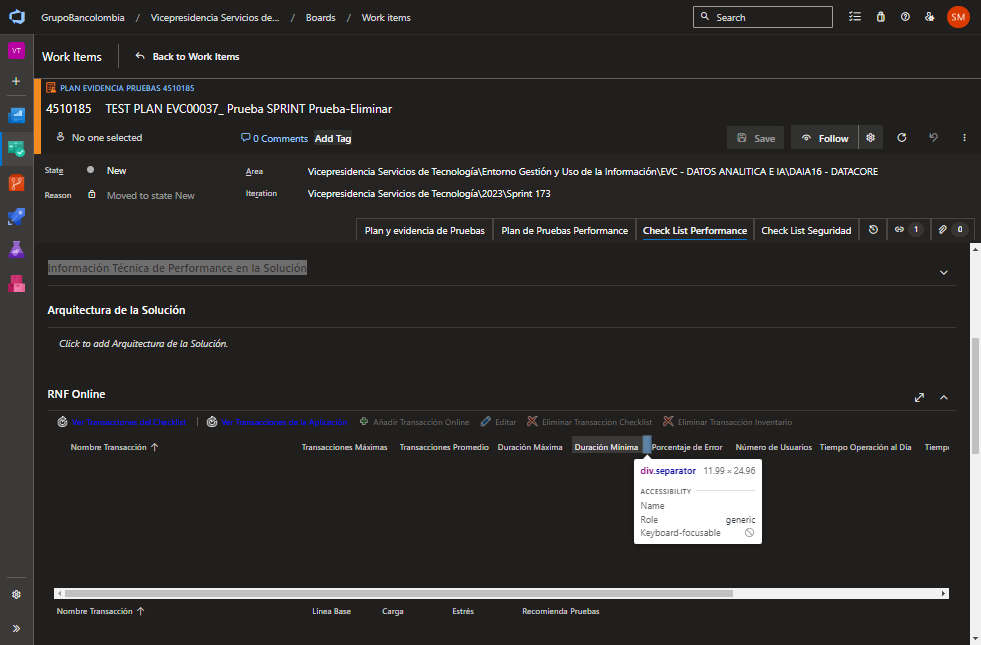 GrupoBancolombia / Vicepresidencia Servicios de... / Boards / Work items
Search
SM
VT
Work Items
Back to Work Items
PLAN EVIDENCIA PRUEBAS 4510185
4510185 TEST PLAN EVC00037_ Prueba SPRINT Prueba-Eliminar
No one selected
0 Comments
Add Tag
Save
Follow
State
New
Area
Vicepresidencia Servicios de Tecnología\Entorno Gestión y Uso de la Información\EVC - DATOS ANALITICA E IA\DAIA16 - DATACORE
Reason
Moved to state New
Iteration
Vicepresidencia Servicios de Tecnología\2023\Sprint 173
Plan y evidencia de Pruebas
Plan de Pruebas Performance
Check List Performance
Check List Seguridad
1
0
Información Técnica de Performance en la Solución
Arquitectura de la Solución
Click to add Arquitectura de la Solución.
RNF Online
Ver Transacciones del Checklist | Ver Transacciones de la Aplicación
Añadir Transacción Online
Editar
Eliminar Transacción Checklist
Eliminar Transacción Inventario
Nombre Transacción
Transacciones Máximas
Transacciones Promedio
Duración Máxima
Duración Mínima
Porcentaje de Error
Número de Usuarios
Tiempo Operación al Día
Tiempo
div.separator 11.99 × 24.96
ACCESSIBILITY
Name
Role generic
Keyboard-focusable
Nombre Transacción
Linea Base
Carga
Estrés
Recomienda Pruebas